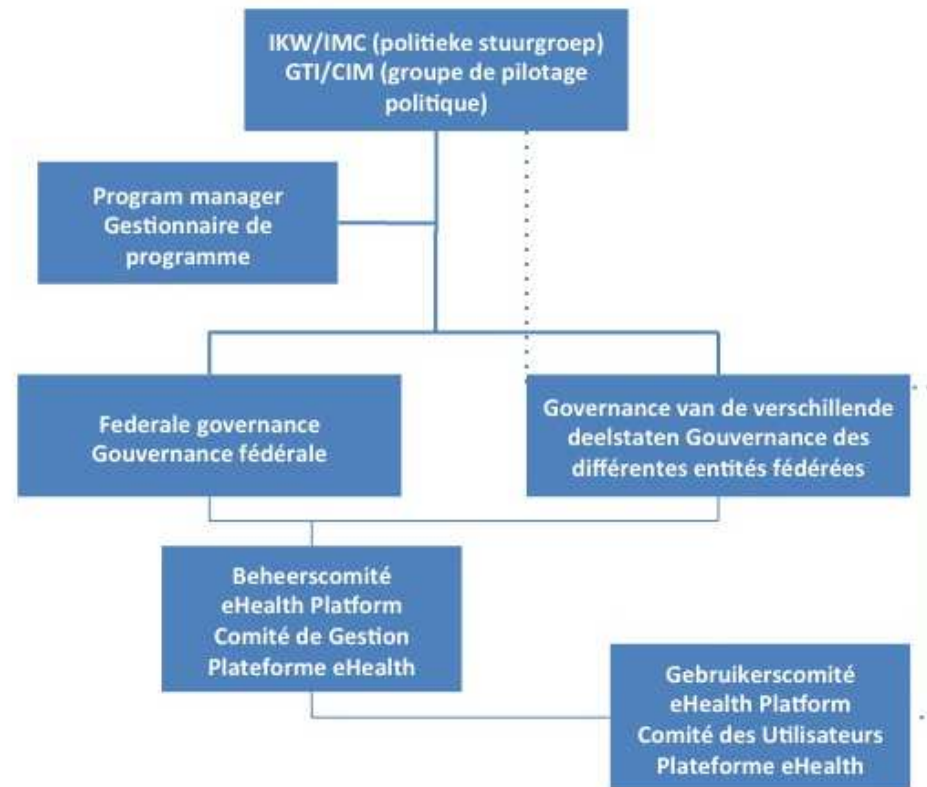 IKW/IMC (politieke stuurgroep)
GTI/CIM (groupe de pilotage
politique)
Program manager
Gestionnaire de
programme
Federale governance
Gouvernance fédérale
Governance van de verschillende
deelstaten Gouvernance des
différentes entités fédérées
Beheerscomité
eHealth Platform
Comité de Gestion
Plateforme eHealth
Gebruikerscomité
eHealth Platform
Comité des Utilisateurs
Plateforme eHealth